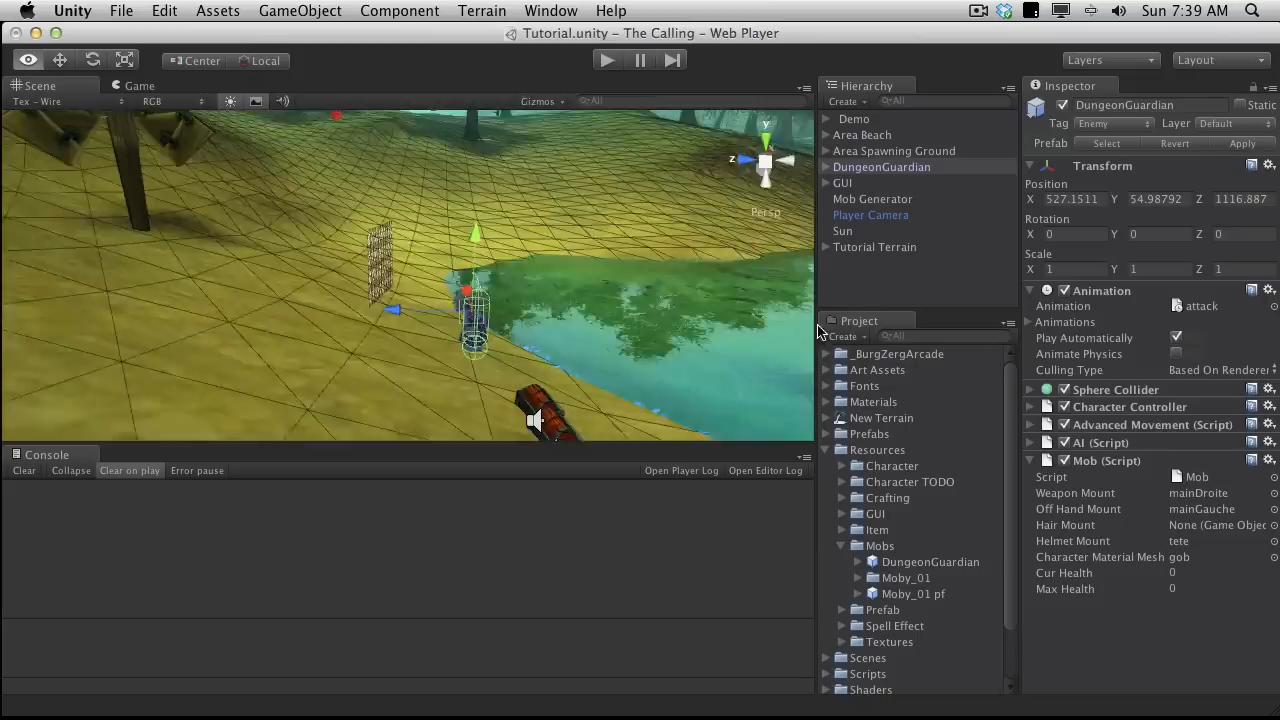 Unity File Edit Assets GameObject Component Terrain Window Help Sun 7:39 AM
Tutorial.unity – The Calling – Web Player
Center Local Layers Layout
Scene Game
Tex - Wire RGB Gizmos All
y
z
Persp
Console
Clear Collapse Clear on play Error pause Open Player Log Open Editor Log
Hierarchy
Create All
Demo
Area Beach
Area Spawning Ground
DungeonGuardian
GUI
Mob Generator
Player Camera
Sun
Tutorial Terrain
Project
Create All
_BurgZergArcade
Art Assets
Fonts
Materials
New Terrain
Prefabs
Resources
Character
Character TODO
Crafting
GUI
Item
Mobs
DungeonGuardian
Moby_01
Moby_01 pf
Prefab
Spell Effect
Textures
Scenes
Scripts
Shaders
Inspector
DungeonGuardian Static
Tag Enemy Layer Default
Prefab Select Revert Apply
Transform
Position
X 527.1511 Y 54.98792 Z 1116.887
Rotation
X 0 Y 0 Z 0
Scale
X 1 Y 1 Z 1
Animation
Animation attack
Animations
Play Automatically
Animate Physics
Culling Type Based On Renderer
Sphere Collider
Character Controller
Advanced Movement (Script)
AI (Script)
Mob (Script)
Script Mob
Weapon Mount mainDroite
Off Hand Mount mainGauche
Hair Mount None (Game Objec
Helmet Mount tete
Character Material Mesh gob
Cur Health 0
Max Health 0